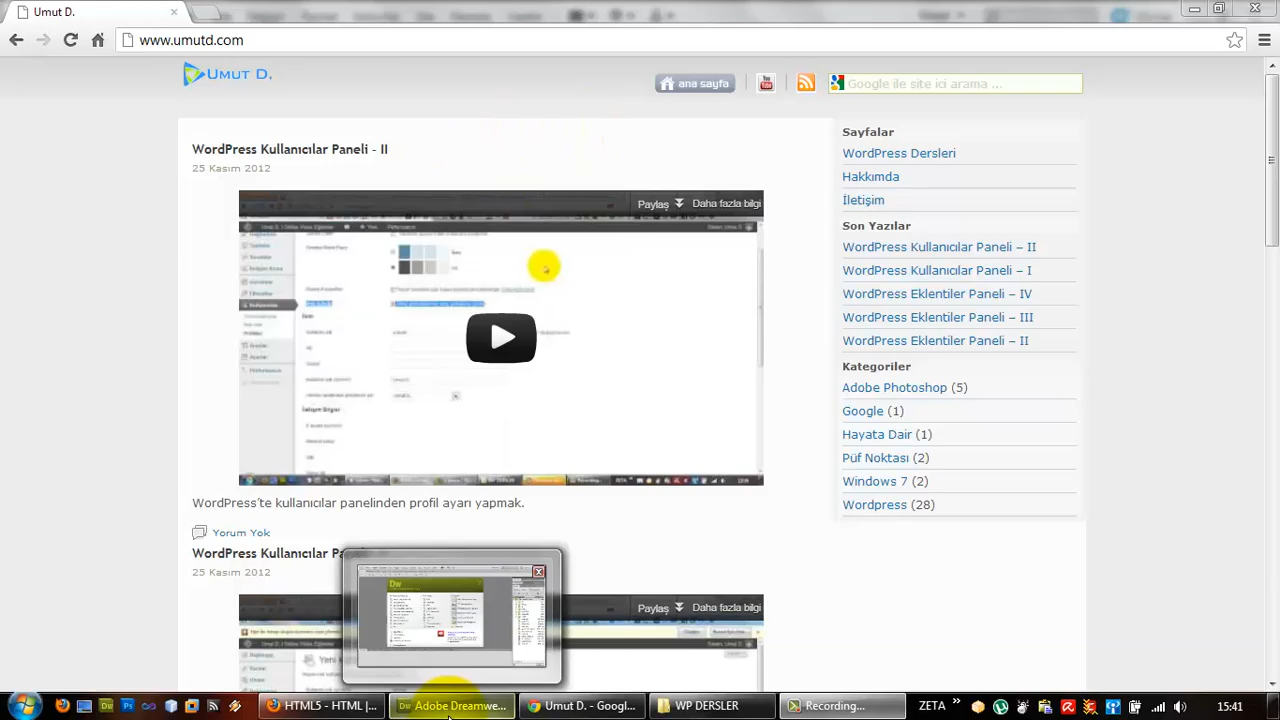 Umut D.
www.umutd.com
UMUT D.
ana sayfa
Google ile site ici arama ...
WordPress Kullanıcılar Paneli - II
25 Kasım 2012
Paylaş
Daha fazla bilgi
WordPress'te kullanıcılar panelinden profil ayarı yapmak.
Yorum Yok
WordPress Kullanıcılar
25 Kasım 2012
Paylaş
Daha fazla bilgi
Sayfalar
WordPress Dersleri
Hakkımda
İletişim
Son Yazılar
WordPress Kullanıcılar Paneli – II
WordPress Kullanıcılar Paneli – I
WordPress Eklentiler Paneli – IV
WordPress Eklentiler Paneli – III
WordPress Eklentiler Paneli – II
Kategoriler
Adobe Photoshop (5)
Google (1)
Hayata Dair (1)
Püf Noktası (2)
Windows 7 (2)
Wordpress (28)
Dw
HTML5 - HTML |...
Adobe Dreamwe...
Umut D. - Googl...
WP DERSLER
Recording...
ZETA
15:41